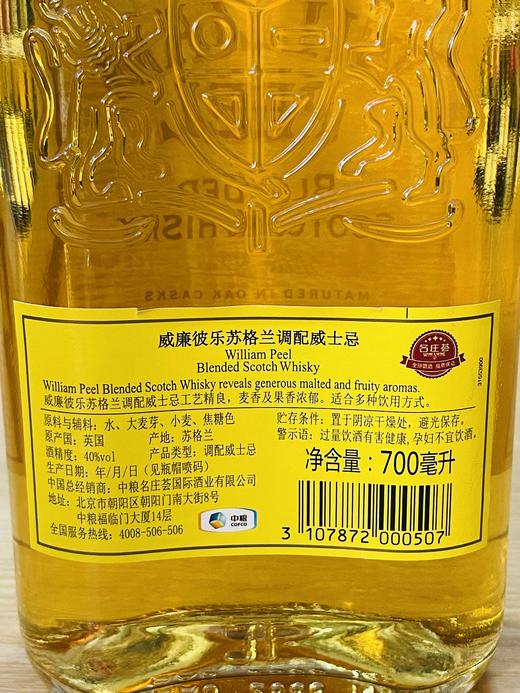 威廉彼乐苏格兰调配威士忌
William Peel
Blended Scotch Whisky
William Peel Blended Scotch Whisky reveals generous malted and fruity aromas.
威廉彼乐苏格兰调配威士忌工艺精良，麦香及果香浓郁。适合多种饮用方式。
原料与辅料：水、大麦芽、小麦、焦糖色
原产国：英国 产地：苏格兰
酒精度：40%vol 产品类型：调配威士忌
生产日期：年/月/日（见瓶帽喷码）
中国总经销商：中粮名庄荟国际酒业有限公司
地址：北京市朝阳区朝阳门南大街8号
中粮福临门大厦14层
全国服务热线：4008-506-506
贮存条件：置于阴凉干燥处，避光保存。
警示语：过量饮酒有害健康，孕妇不宜饮酒。
净含量：700毫升
中粮
COFCO
3 107872 000507
名庄荟
WINEWINE
31553900
SCOTCH WHISKY
MATURED IN OAK CASKS